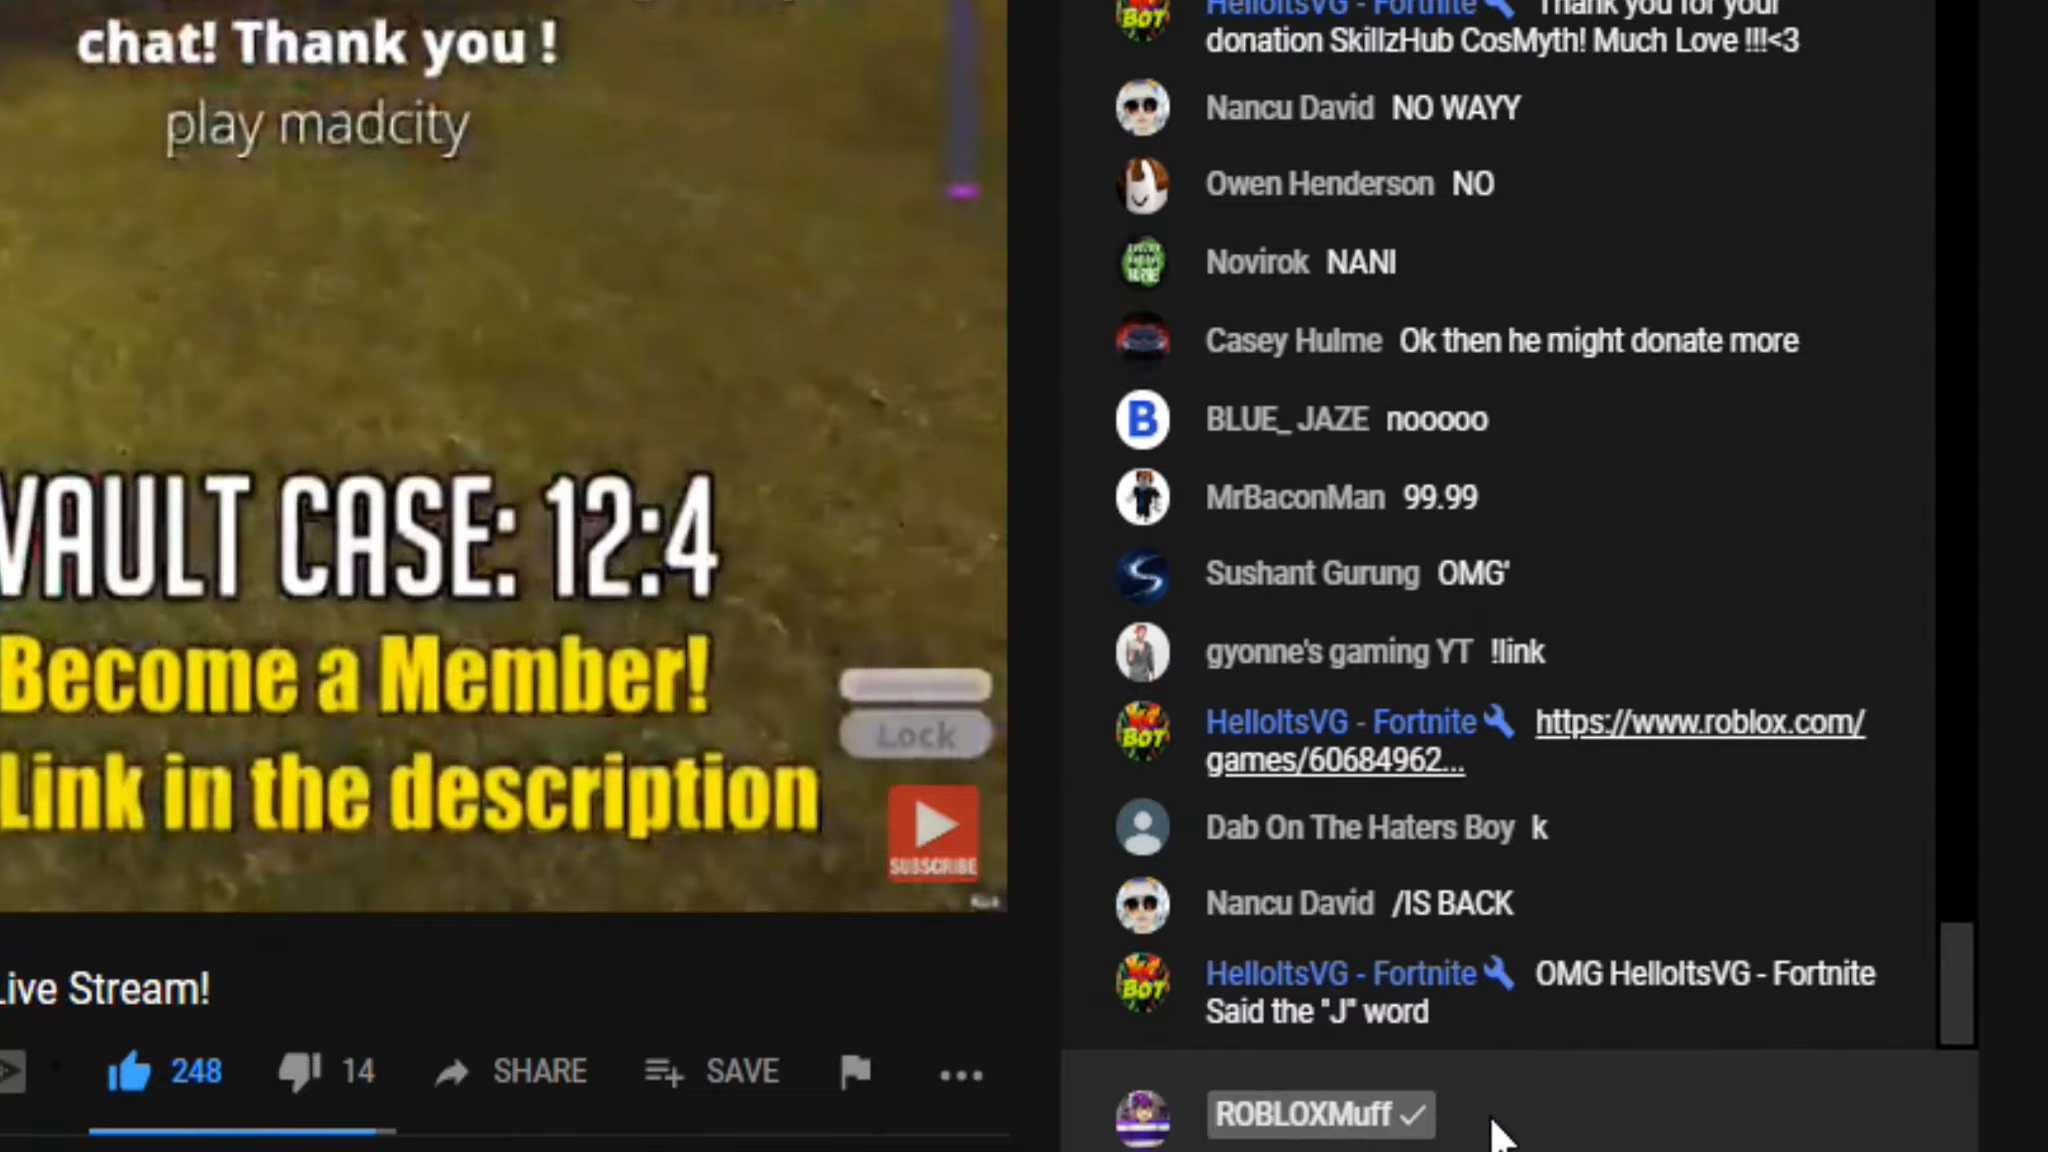 chat! Thank you !
play madcity
VAULT CASE: 12:4
Become a Member!
Link in the description
Lock
SUBSCRIBE
Live Stream!
248
14
SHARE
SAVE
HelloItsVG - Fortnite Thank you for your
donation SkillzHub CosMyth! Much Love !!!<3
Nancu David NO WAYY
Owen Henderson NO
Novirok NANI
Casey Hulme Ok then he might donate more
B
BLUE_ JAZE nooooo
MrBaconMan 99.99
Sushant Gurung OMG'
gyonne's gaming YT !link
BOT
HelloItsVG - Fortnite https://www.roblox.com/
games/60684962...
Dab On The Haters Boy k
Nancu David /IS BACK
BOT
HelloItsVG - Fortnite OMG HelloItsVG - Fortnite
Said the "J" word
ROBLOXMuff